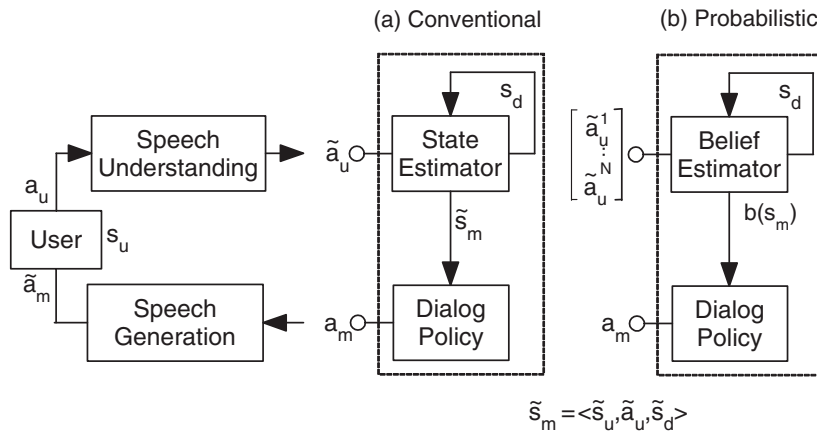 (a) Conventional
(b) Probabilistic
Speech
Understanding
a_u
User
s_u
ã_m
Speech
Generation
ã_u
s_d
State
Estimator
s̃_m
a_m
Dialog
Policy
ã_u^1
⋮
ã_u^N
s_d
Belief
Estimator
b(s_m)
a_m
Dialog
Policy
s̃_m = <s̃_u,ã_u,s̃_d>